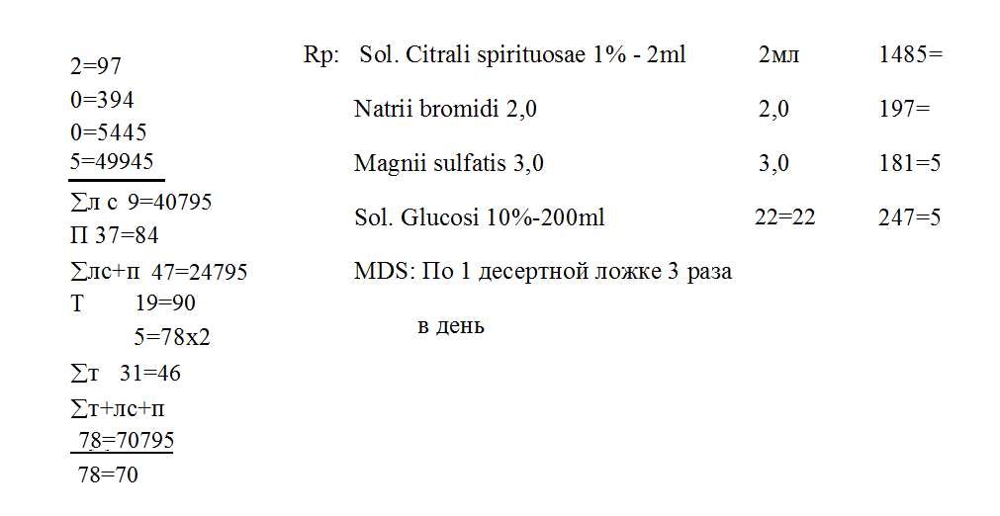 2=97
0=394
0=5445
5=49945
∑л с 9=40795
П 37=84
∑лс+п 47=24795
Т 19=90
5=78х2
∑т 31=46
∑т+лс+п
78=70795
78=70
Rp: Sol. Citrali spirituosae 1% - 2ml 2мл 1485=
Natrii bromidi 2,0 2,0 197=
Magnii sulfatis 3,0 3,0 181=5
Sol. Glucosi 10%-200ml 22=22 247=5
MDS: По 1 десертной ложке 3 раза
в день